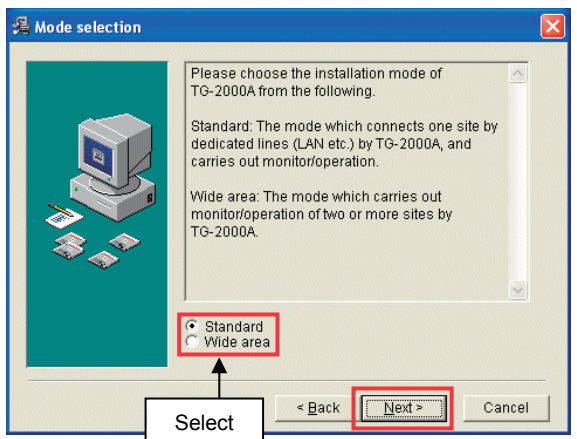 Mode selection
Please choose the installation mode of
TG-2000A from the following.
Standard: The mode which connects one site by
dedicated lines (LAN etc.) by TG-2000A, and
carries out monitor/operation.
Wide area: The mode which carries out
monitor/operation of two or more sites by
TG-2000A.
Standard
Wide area
Select
< Back
Next >
Cancel